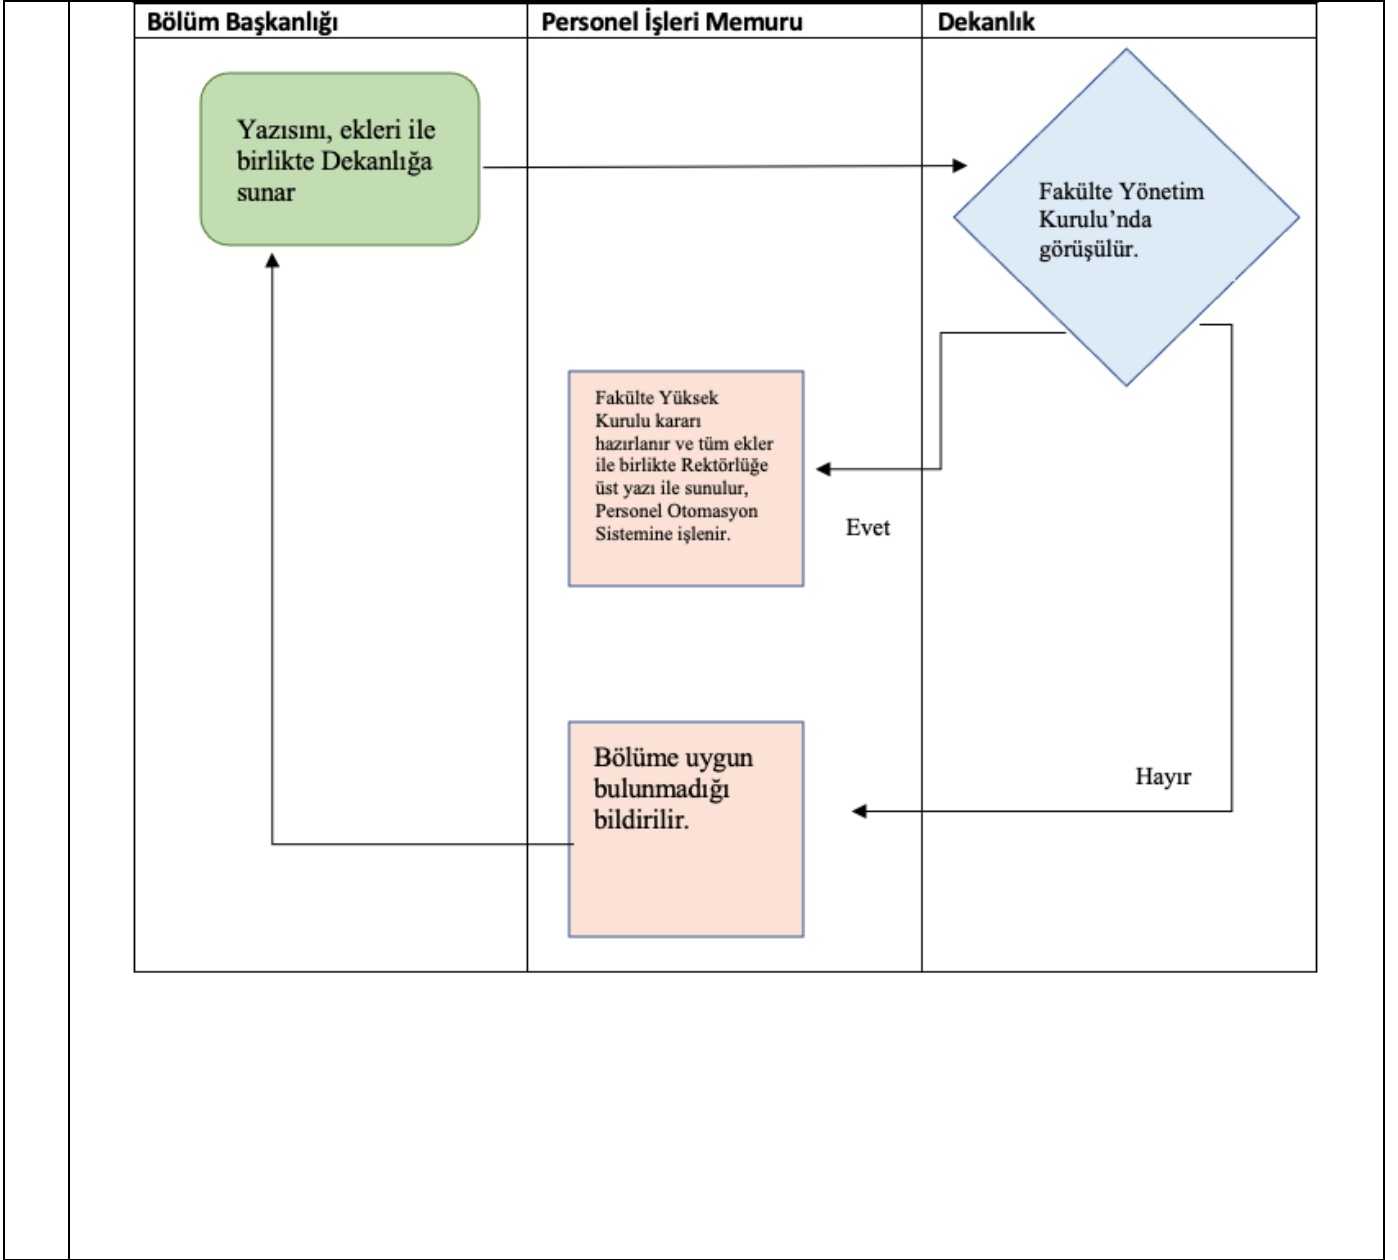 Bölüm Başkanlığı
Personel İşleri Memuru
Dekanlık
Yazısını, ekleri ile
birlikte Dekanlığa
sunar
Fakülte Yönetim
Kurulu’nda
görüşülür.
Fakülte Yüksek
Kurulu kararı
hazırlanır ve tüm ekler
ile birlikte Rektörlüğe
üst yazı ile sunulur,
Personel Otomasyon
Sistemine işlenir.
Evet
Bölüme uygun
bulunmadığı
bildirilir.
Hayır